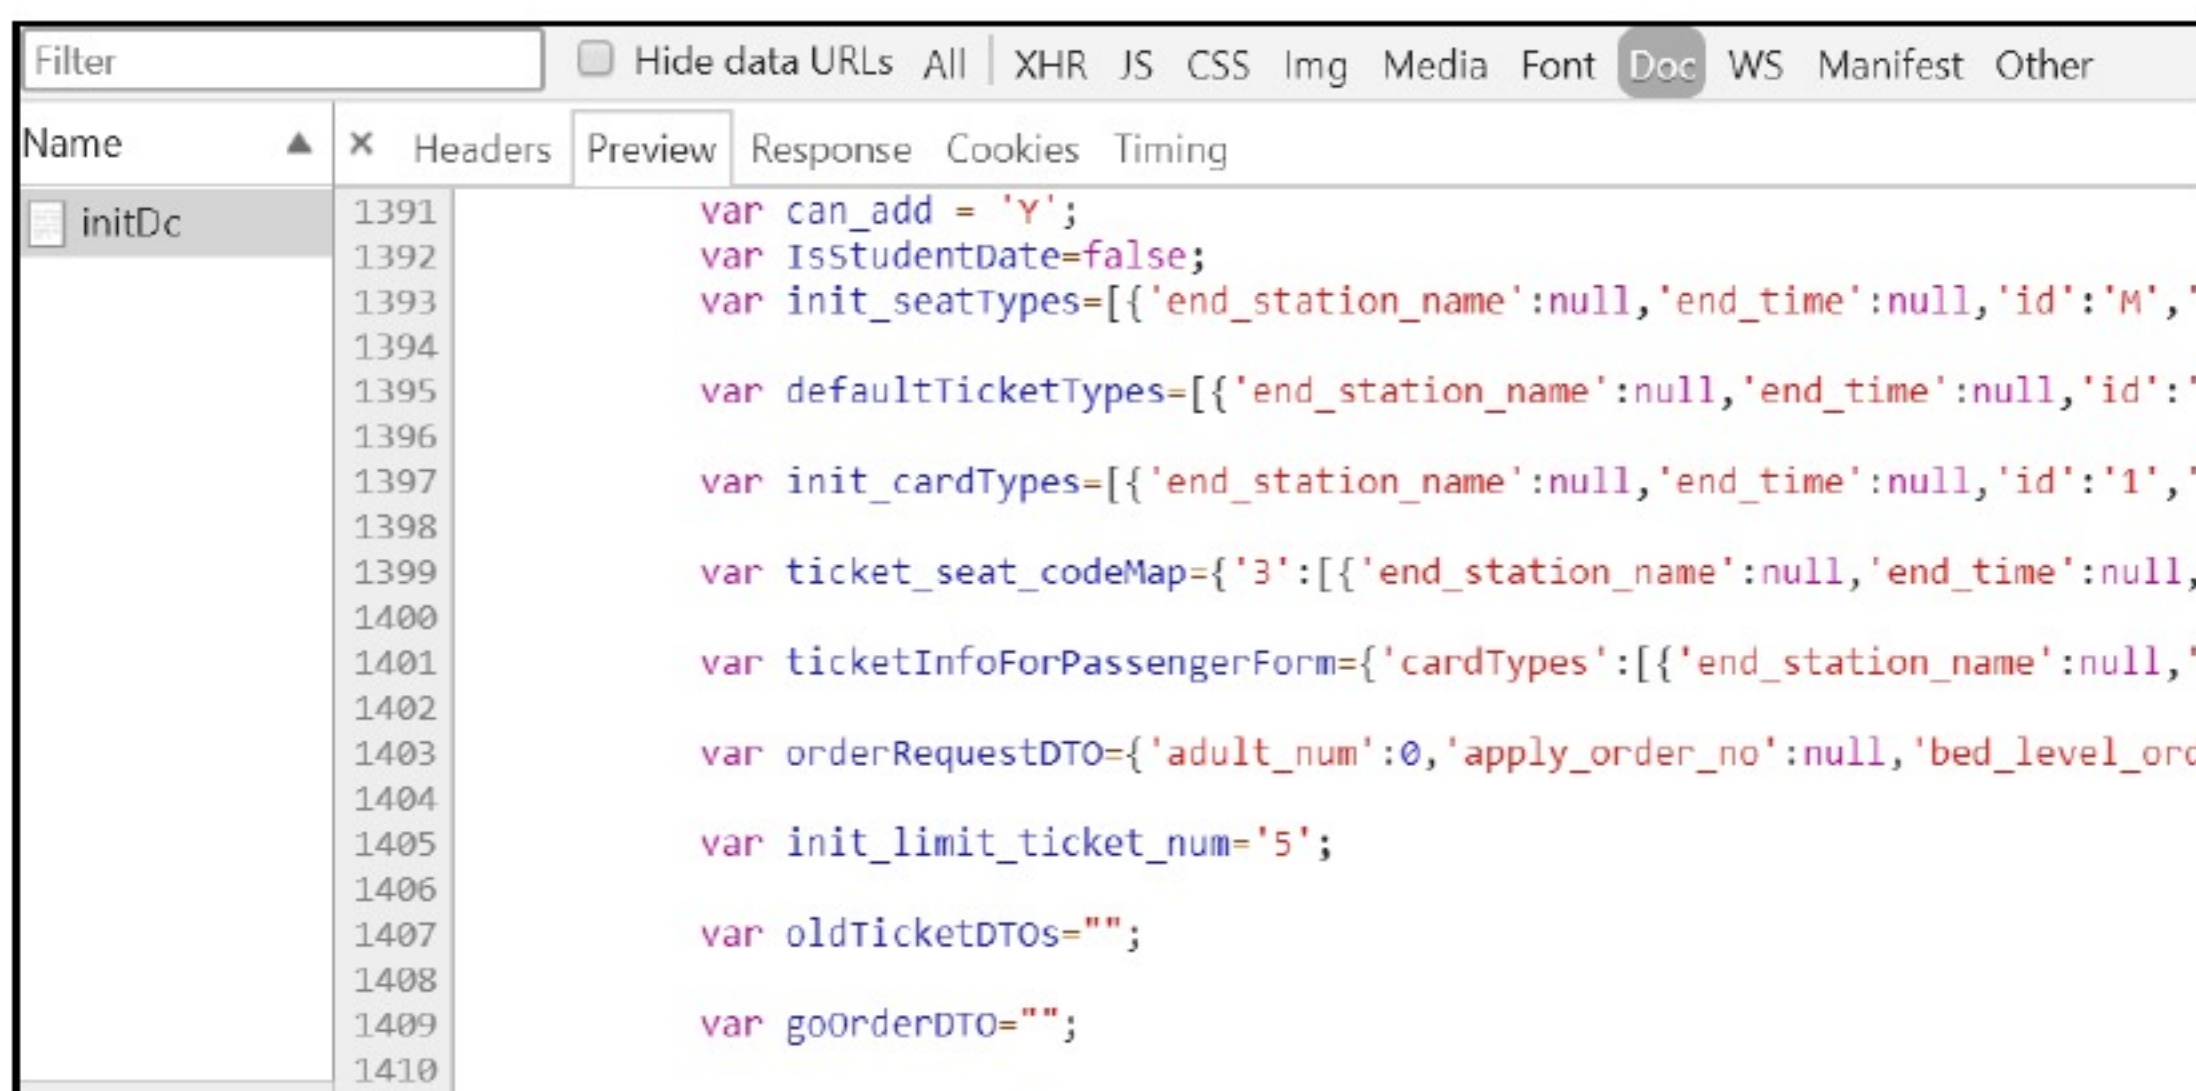 Filter Hide data URLs All XHR JS CSS Img Media Font Doc WS Manifest Other
Name ▲ × Headers Preview Response Cookies Timing
initDc
1391 var can_add = 'Y';
1392 var IsStudentDate=false;
1393 var init_seatTypes=[{'end_station_name':null,'end_time':null,'id':'M','
1394
1395 var defaultTicketTypes=[{'end_station_name':null,'end_time':null,'id':'
1396
1397 var init_cardTypes=[{'end_station_name':null,'end_time':null,'id':'1','
1398
1399 var ticket_seat_codeMap={'3':[{'end_station_name':null,'end_time':null,
1400
1401 var ticketInfoForPassengerForm={'cardTypes':[{'end_station_name':null,'
1402
1403 var orderRequestDTO={'adult_num':0,'apply_order_no':null,'bed_level_ord
1404
1405 var init_limit_ticket_num='5';
1406
1407 var oldTicketDTOs="";
1408
1409 var goOrderDTO="";
1410